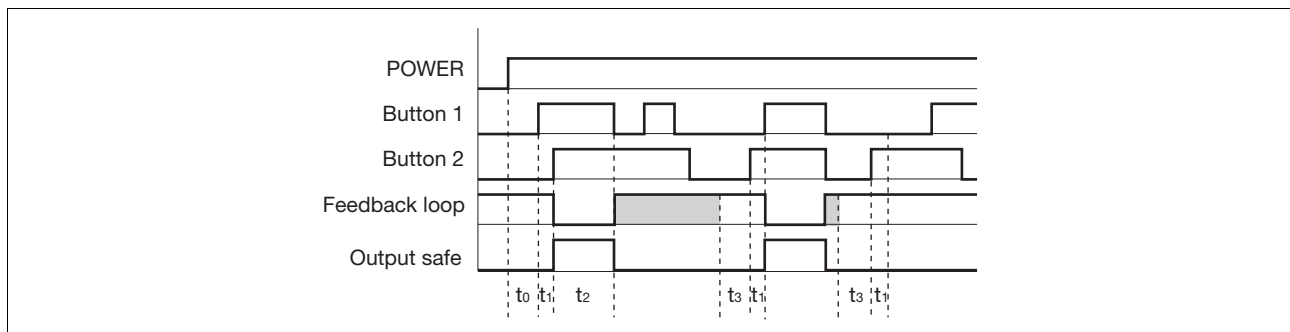 POWER
Button 1
Button 2
Feedback loop
Output safe
t0 t1 t2 t3 t1 t3 t1